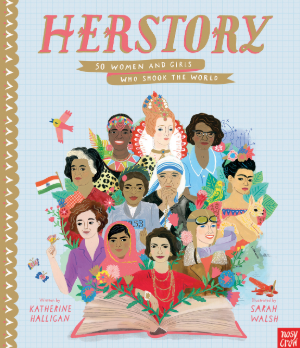 HERSTORY
50 WOMEN AND GIRLS
WHO SHOOK THE WORLD
Written by
KATHERINE
HALLIGAN
Illustrated by
SARAH
WALSH
nosy
crow